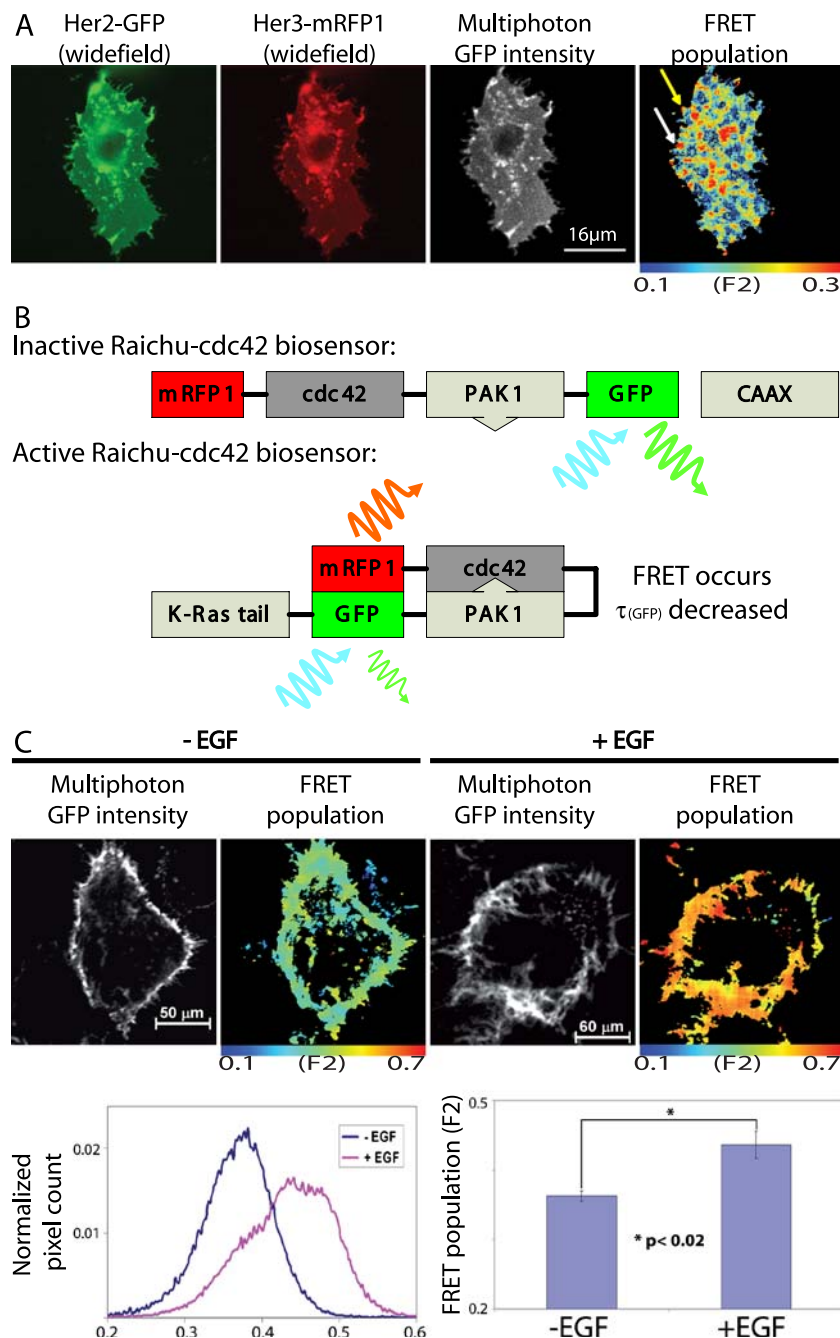 A
Her2-GFP
(widefield)
Her3-mRFP1
(widefield)
Multiphoton
GFP intensity
FRET
population
16µm
0.1 (F2) 0.3
B
Inactive Raichu-cdc42 biosensor:
mRFP1 cdc42 PAK1 GFP CAAX
Active Raichu-cdc42 biosensor:
mRFP1 cdc42
K-Ras tail GFP PAK1
FRET occurs
τ(GFP) decreased
C
- EGF
+ EGF
Multiphoton
GFP intensity
FRET
population
Multiphoton
GFP intensity
FRET
population
50 µm
0.1 (F2) 0.7
60 µm
0.1 (F2) 0.7
Normalized
pixel count
0.02
0.01
- EGF
+ EGF
0.2 0.3 0.4 0.5 0.6
FRET population (F2)
0.5
0.2
*
* p< 0.02
-EGF +EGF